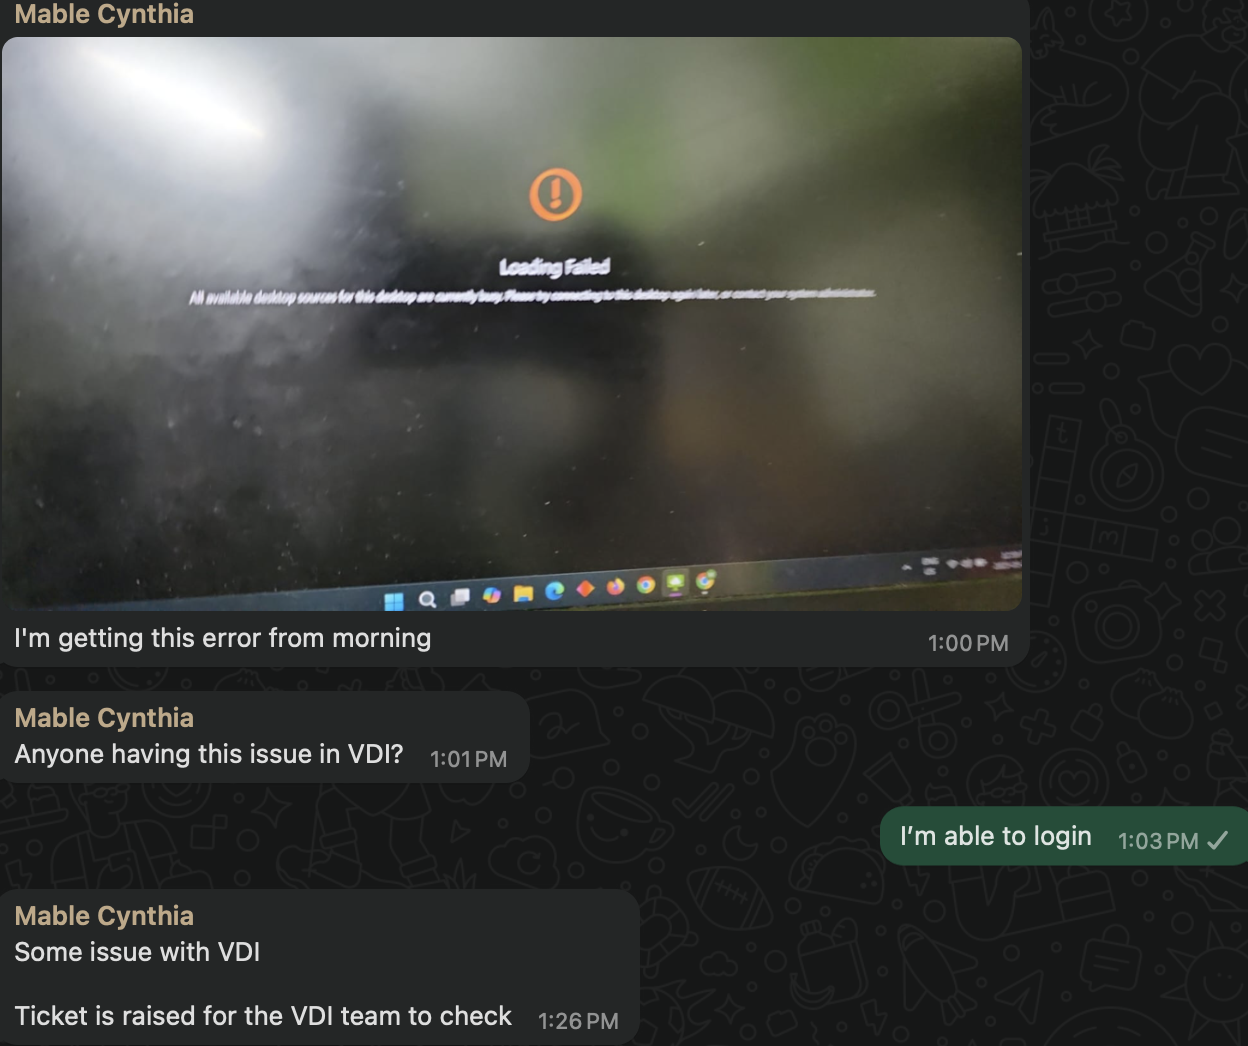 Mable Cynthia
Loading Failed
All available desktop sources for this desktop are currently busy. Please try connecting to this desktop again later, or contact your system administrator.
I'm getting this error from morning
1:00 PM
Mable Cynthia
Anyone having this issue in VDI? 1:01 PM
I’m able to login 1:03 PM
Mable Cynthia
Some issue with VDI
Ticket is raised for the VDI team to check 1:26 PM